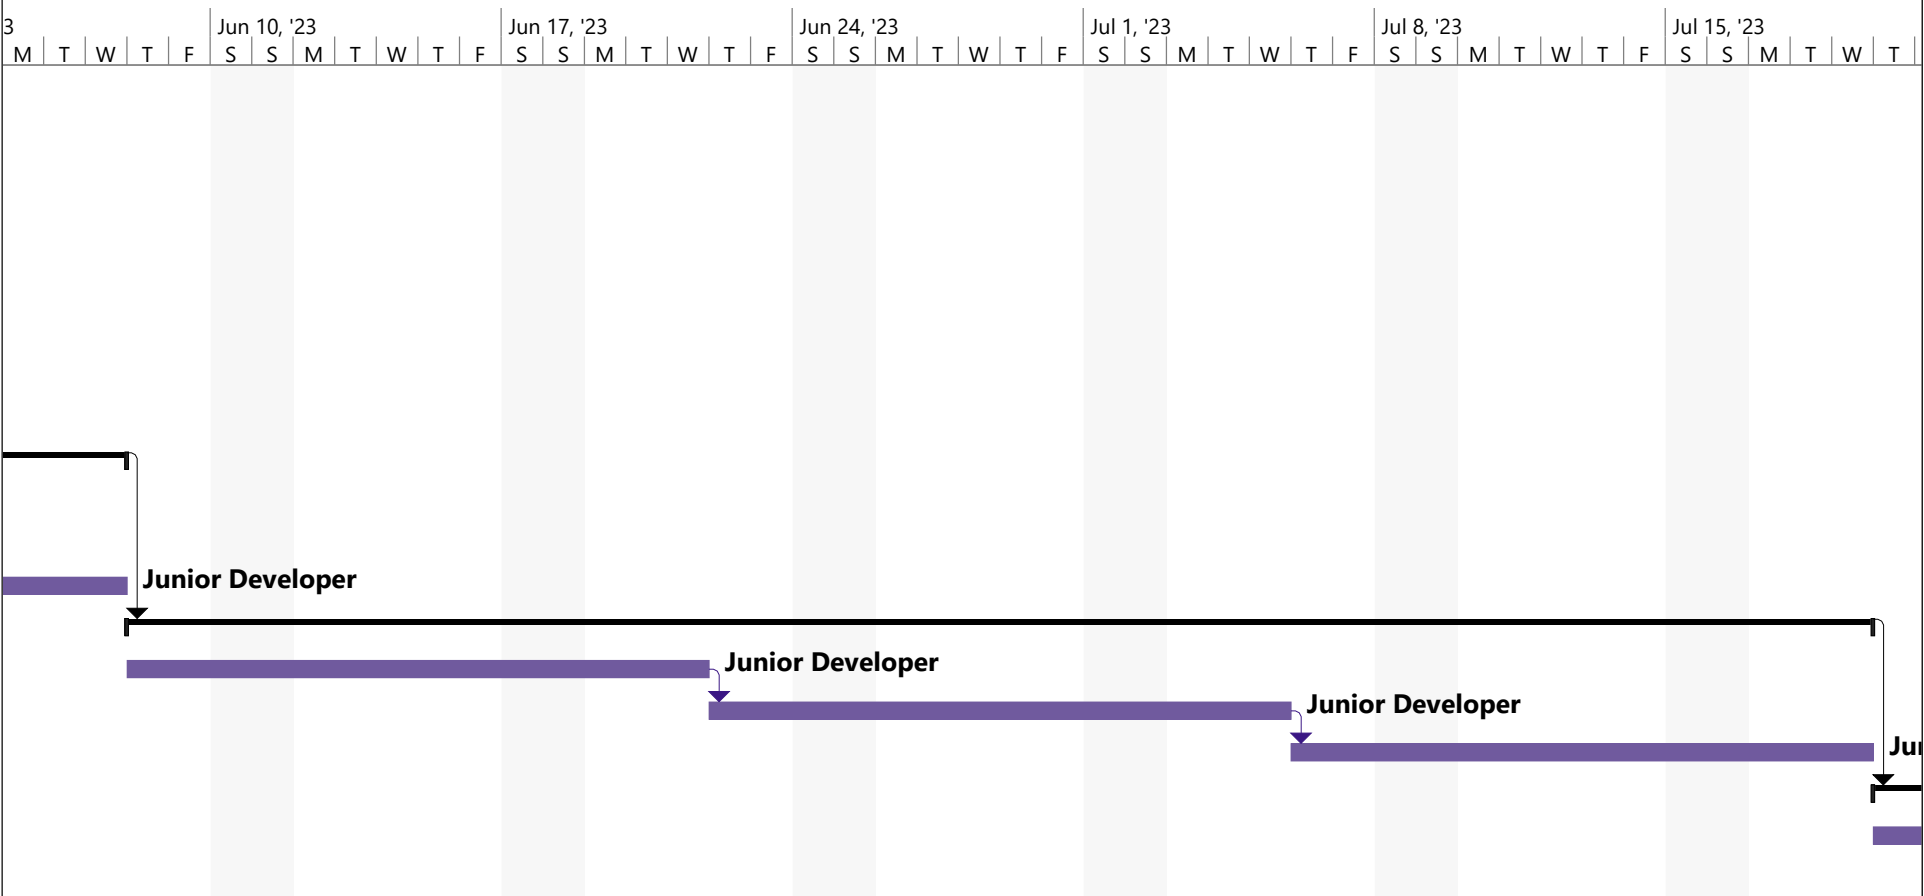 3 Jun 10, '23 Jun 17, '23 Jun 24, '23 Jul 1, '23 Jul 8, '23 Jul 15, '23
M T W T F S S M T W T F S S M T W T F S S M T W T F S S M T W T F S S M T W T F S S M T W T
Junior Developer
Junior Developer
Junior Developer
Ju